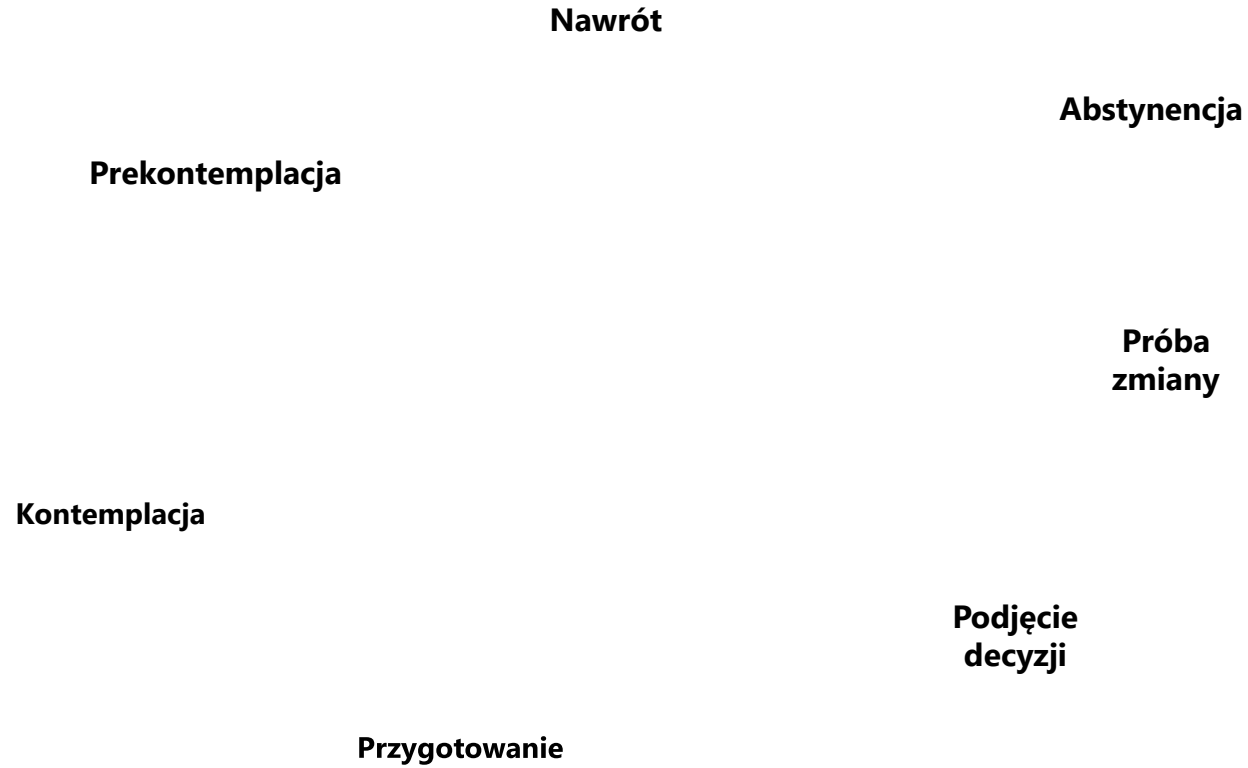 Nawrót
Abstynencja
Prekontemplacja
Próba
zmiany
Kontemplacja
Podjęcie
decyzji
Przygotowanie